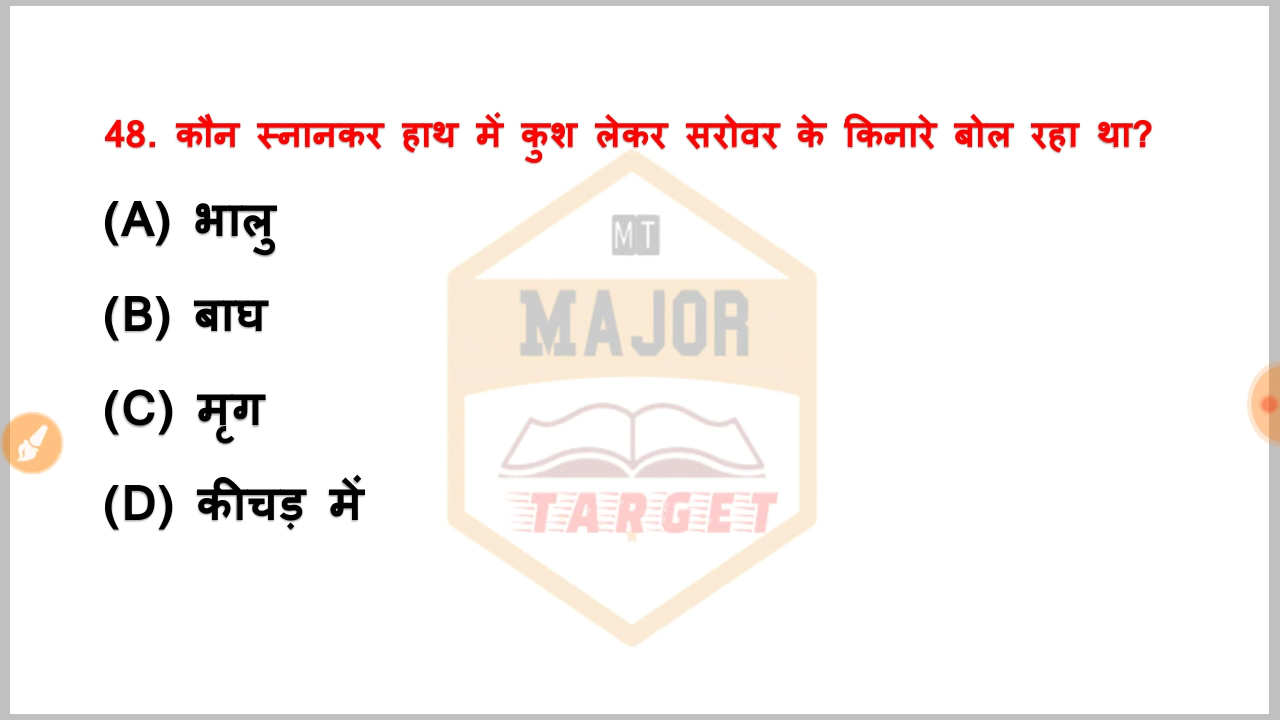 48. कौन स्नानकर हाथ में कुश लेकर सरोवर के किनारे बोल रहा था?
(A) भालु
(B) बाघ
(C) मृग
(D) कीचड़ में
MT
MAJOR
TARGET